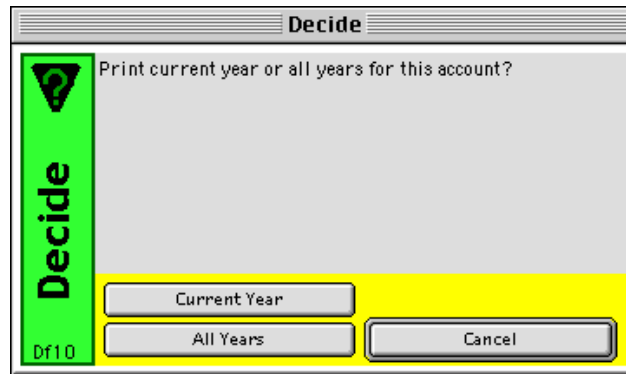 Decide
Print current year or all years for this account?
Decide
Df10
Current Year
All Years
Cancel